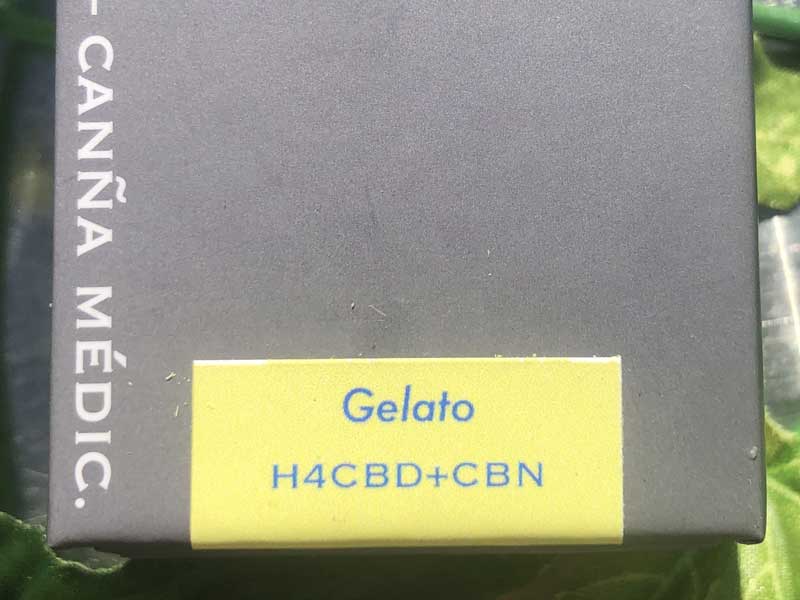 CANÑA MÉDIC.
Gelato
H4CBD+CBN